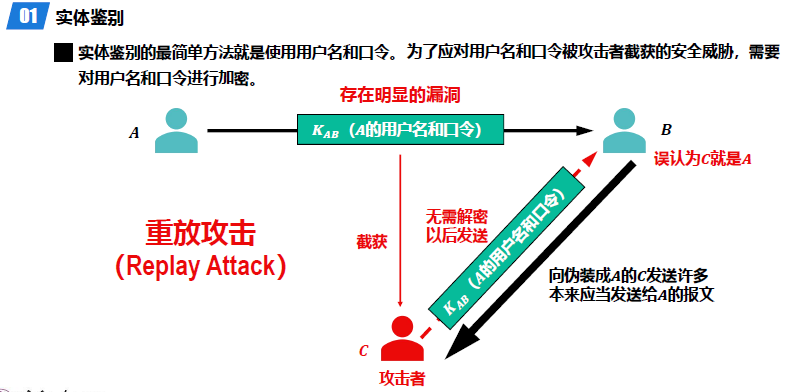 01 实体鉴别
实体鉴别的最简单方法就是使用用户名和口令。为了应对用户名和口令被攻击者截获的安全威胁，需要
对用户名和口令进行加密。
存在明显的漏洞
A
K_AB（A的用户名和口令）
B
误认为C就是A
重放攻击
（Replay Attack）
截获
无需解密
以后发送
K_AB（A的用户名和口令）
向伪装成A的C发送许多
本来应当发送给A的报文
C
攻击者